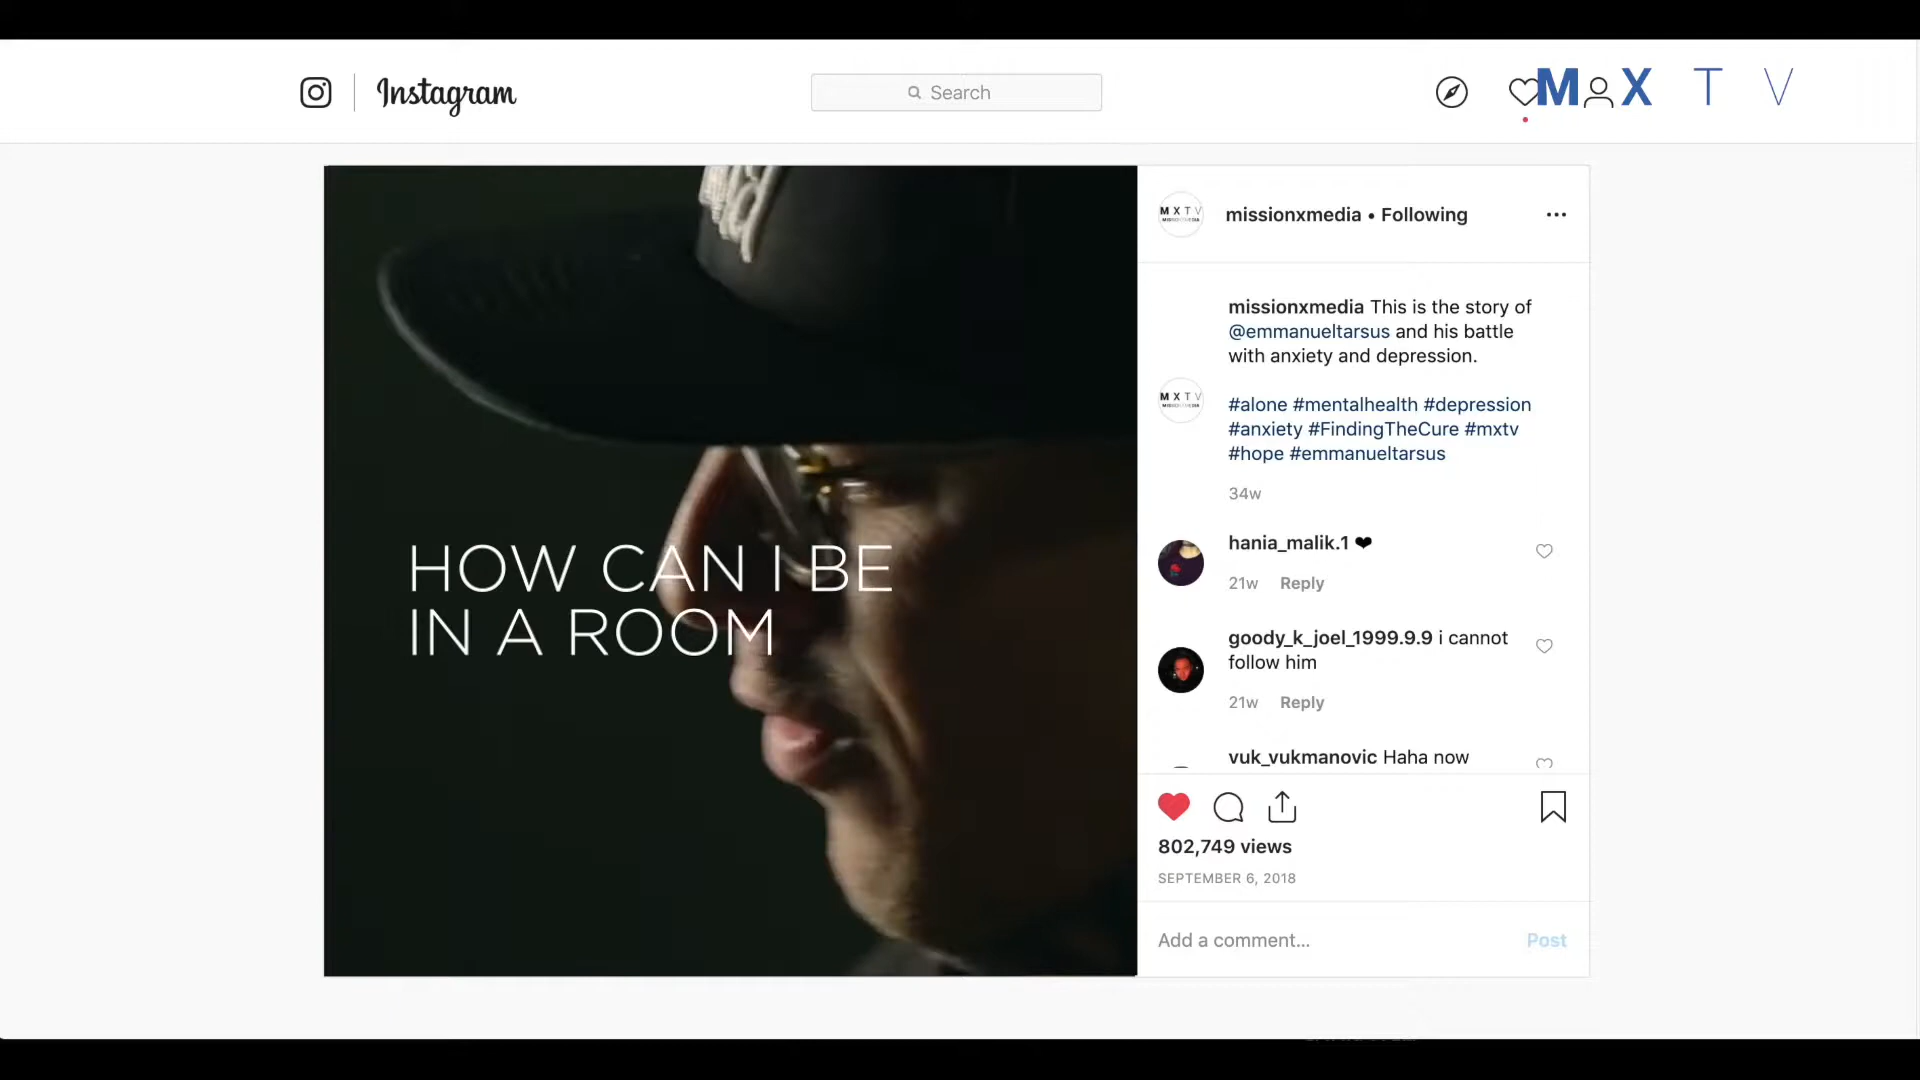 Instagram
Search
M X T V
HOW CAN I BE
IN A ROOM
M X T V
missionxmedia • Following
missionxmedia This is the story of
@emmanueltarsus and his battle
with anxiety and depression.
M X T V
#alone #mentalhealth #depression
#anxiety #FindingTheCure #mxtv
#hope #emmanueltarsus
34w
hania_malik.1 ❤
21w Reply
goody_k_joel_1999.9.9 i cannot
follow him
21w Reply
vuk_vukmanovic Haha now
802,749 views
SEPTEMBER 6, 2018
Add a comment...
Post